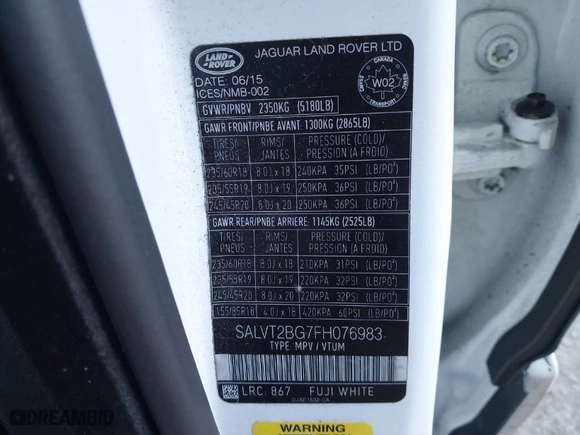 LAND
ROVER
JAGUAR LAND ROVER LTD
DATE: 06/15
ICES/NMB-002
CANADA
W02
GVWR/PNBV 2350KG (5180LB)
GAWR FRONT/PNBE AVANT: 1300KG (2865LB)
TIRES/ PNEUS RIMS/ JANTES PRESSURE (COLD)/ PRESSION (A FROID)
235/60R18 8.0J x 18 240KPA 35PSI (LB/PO²)
235/55R19 8.0J x 19 250KPA 36PSI (LB/PO²)
245/45R20 8.0J x 20 250KPA 36PSI (LB/PO²)
GAWR REAR/PNBE ARRIERE: 1145KG (2525LB)
TIRES/ PNEUS RIMS/ JANTES PRESSURE (COLD)/ PRESSION (A FROID)
235/60R18 8.0J x 18 210KPA 31PSI (LB/PO²)
235/55R19 8.0J x 19 220KPA 32PSI (LB/PO²)
245/45R20 8.0J x 20 220KPA 32PSI (LB/PO²)
155/85R18 4.0J x 18 420KPA 60PSI (LB/PO²)
SALVT2BG7FH076983
TYPE: MPV / VTUM
LRC: 867 FUJI WHITE
WARNING
DREAMBID